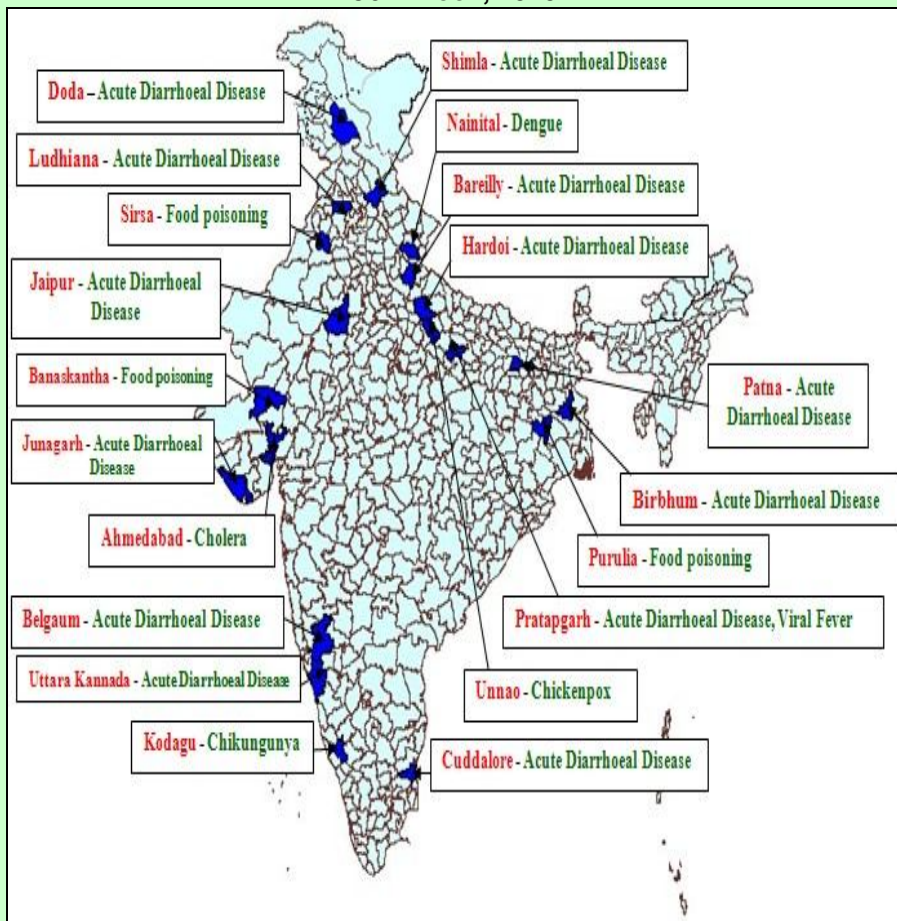 Shimla - Acute Diarrhoeal Disease
Doda – Acute Diarrhoeal Disease
Nainital - Dengue
Ludhiana - Acute Diarrhoeal Disease
Bareilly - Acute Diarrhoeal Disease
Sirsa - Food poisoning
Hardoi - Acute Diarrhoeal Disease
Jaipur - Acute Diarrhoeal
Disease
Banaskantha - Food poisoning
Patna - Acute
Diarrhoeal Disease
Junagarh - Acute Diarrhoeal
Disease
Birbhum - Acute Diarrhoeal Disease
Ahmedabad - Cholera
Purulia - Food poisoning
Belgaum - Acute Diarrhoeal Disease
Pratapgarh - Acute Diarrhoeal Disease, Viral Fever
Uttara Kannada - Acute Diarrhoeal Disease
Unnao - Chickenpox
Kodagu - Chikungunya
Cuddalore - Acute Diarrhoeal Disease